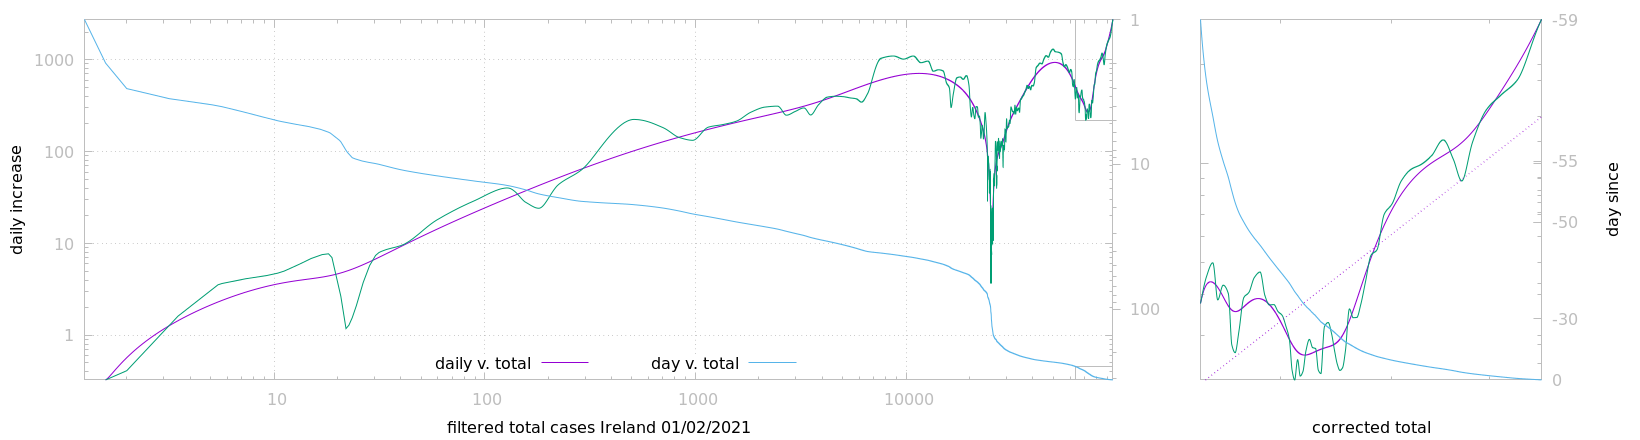 daily increase
1000
100
10
1
10
100
1000
10000
1
10
100
daily v. total
day v. total
filtered total cases Ireland 01/02/2021
-59
-55
-50
-30
0
day since
corrected total